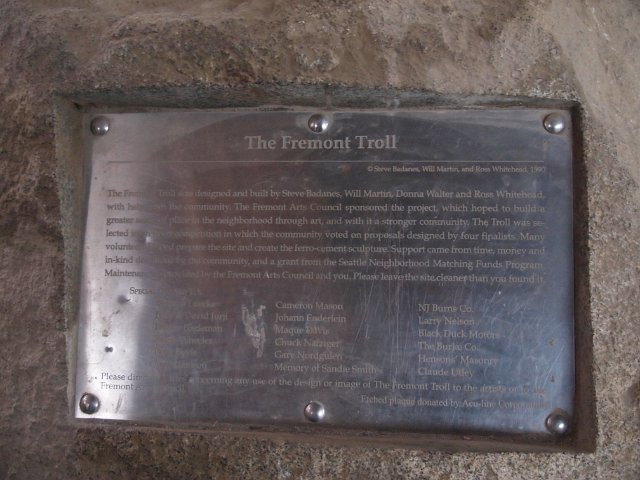 The Fremont Troll
© Steve Badanes, Will Martin, and Ross Whitehead, 1990
The Fremont Troll was designed and built by Steve Badanes, Will Martin, Donna Walter and Ross Whitehead,
with help from the community. The Fremont Arts Council sponsored the project, which hoped to build a
greater sense of place in the neighborhood through art, and with it a stronger community. The Troll was se-
lected in a competition in which the community voted on proposals designed by four finalists. Many
volunteers helped prepare the site and create the ferro-cement sculpture. Support came from time, money and
in-kind donations by the community, and a grant from the Seattle Neighborhood Matching Funds Program
Maintenance provided by the Fremont Arts Council and you. Please leave the site cleaner than you found it.
Special
Cameron Mason
NJ Burns Co.
David
Johann Enderlein
Larry Nelson
Maque DaVis
Black Duck Motors
Chuck Natziger
The Burke Co.
Gary Nordgulen
Hensons' Masonry
Memory of Sandie Smith
Claude Utley
Please concerning any use of the design or image of The Fremont Troll to the artists
Fremont
Etched plaque donated by Acu-line Corporation